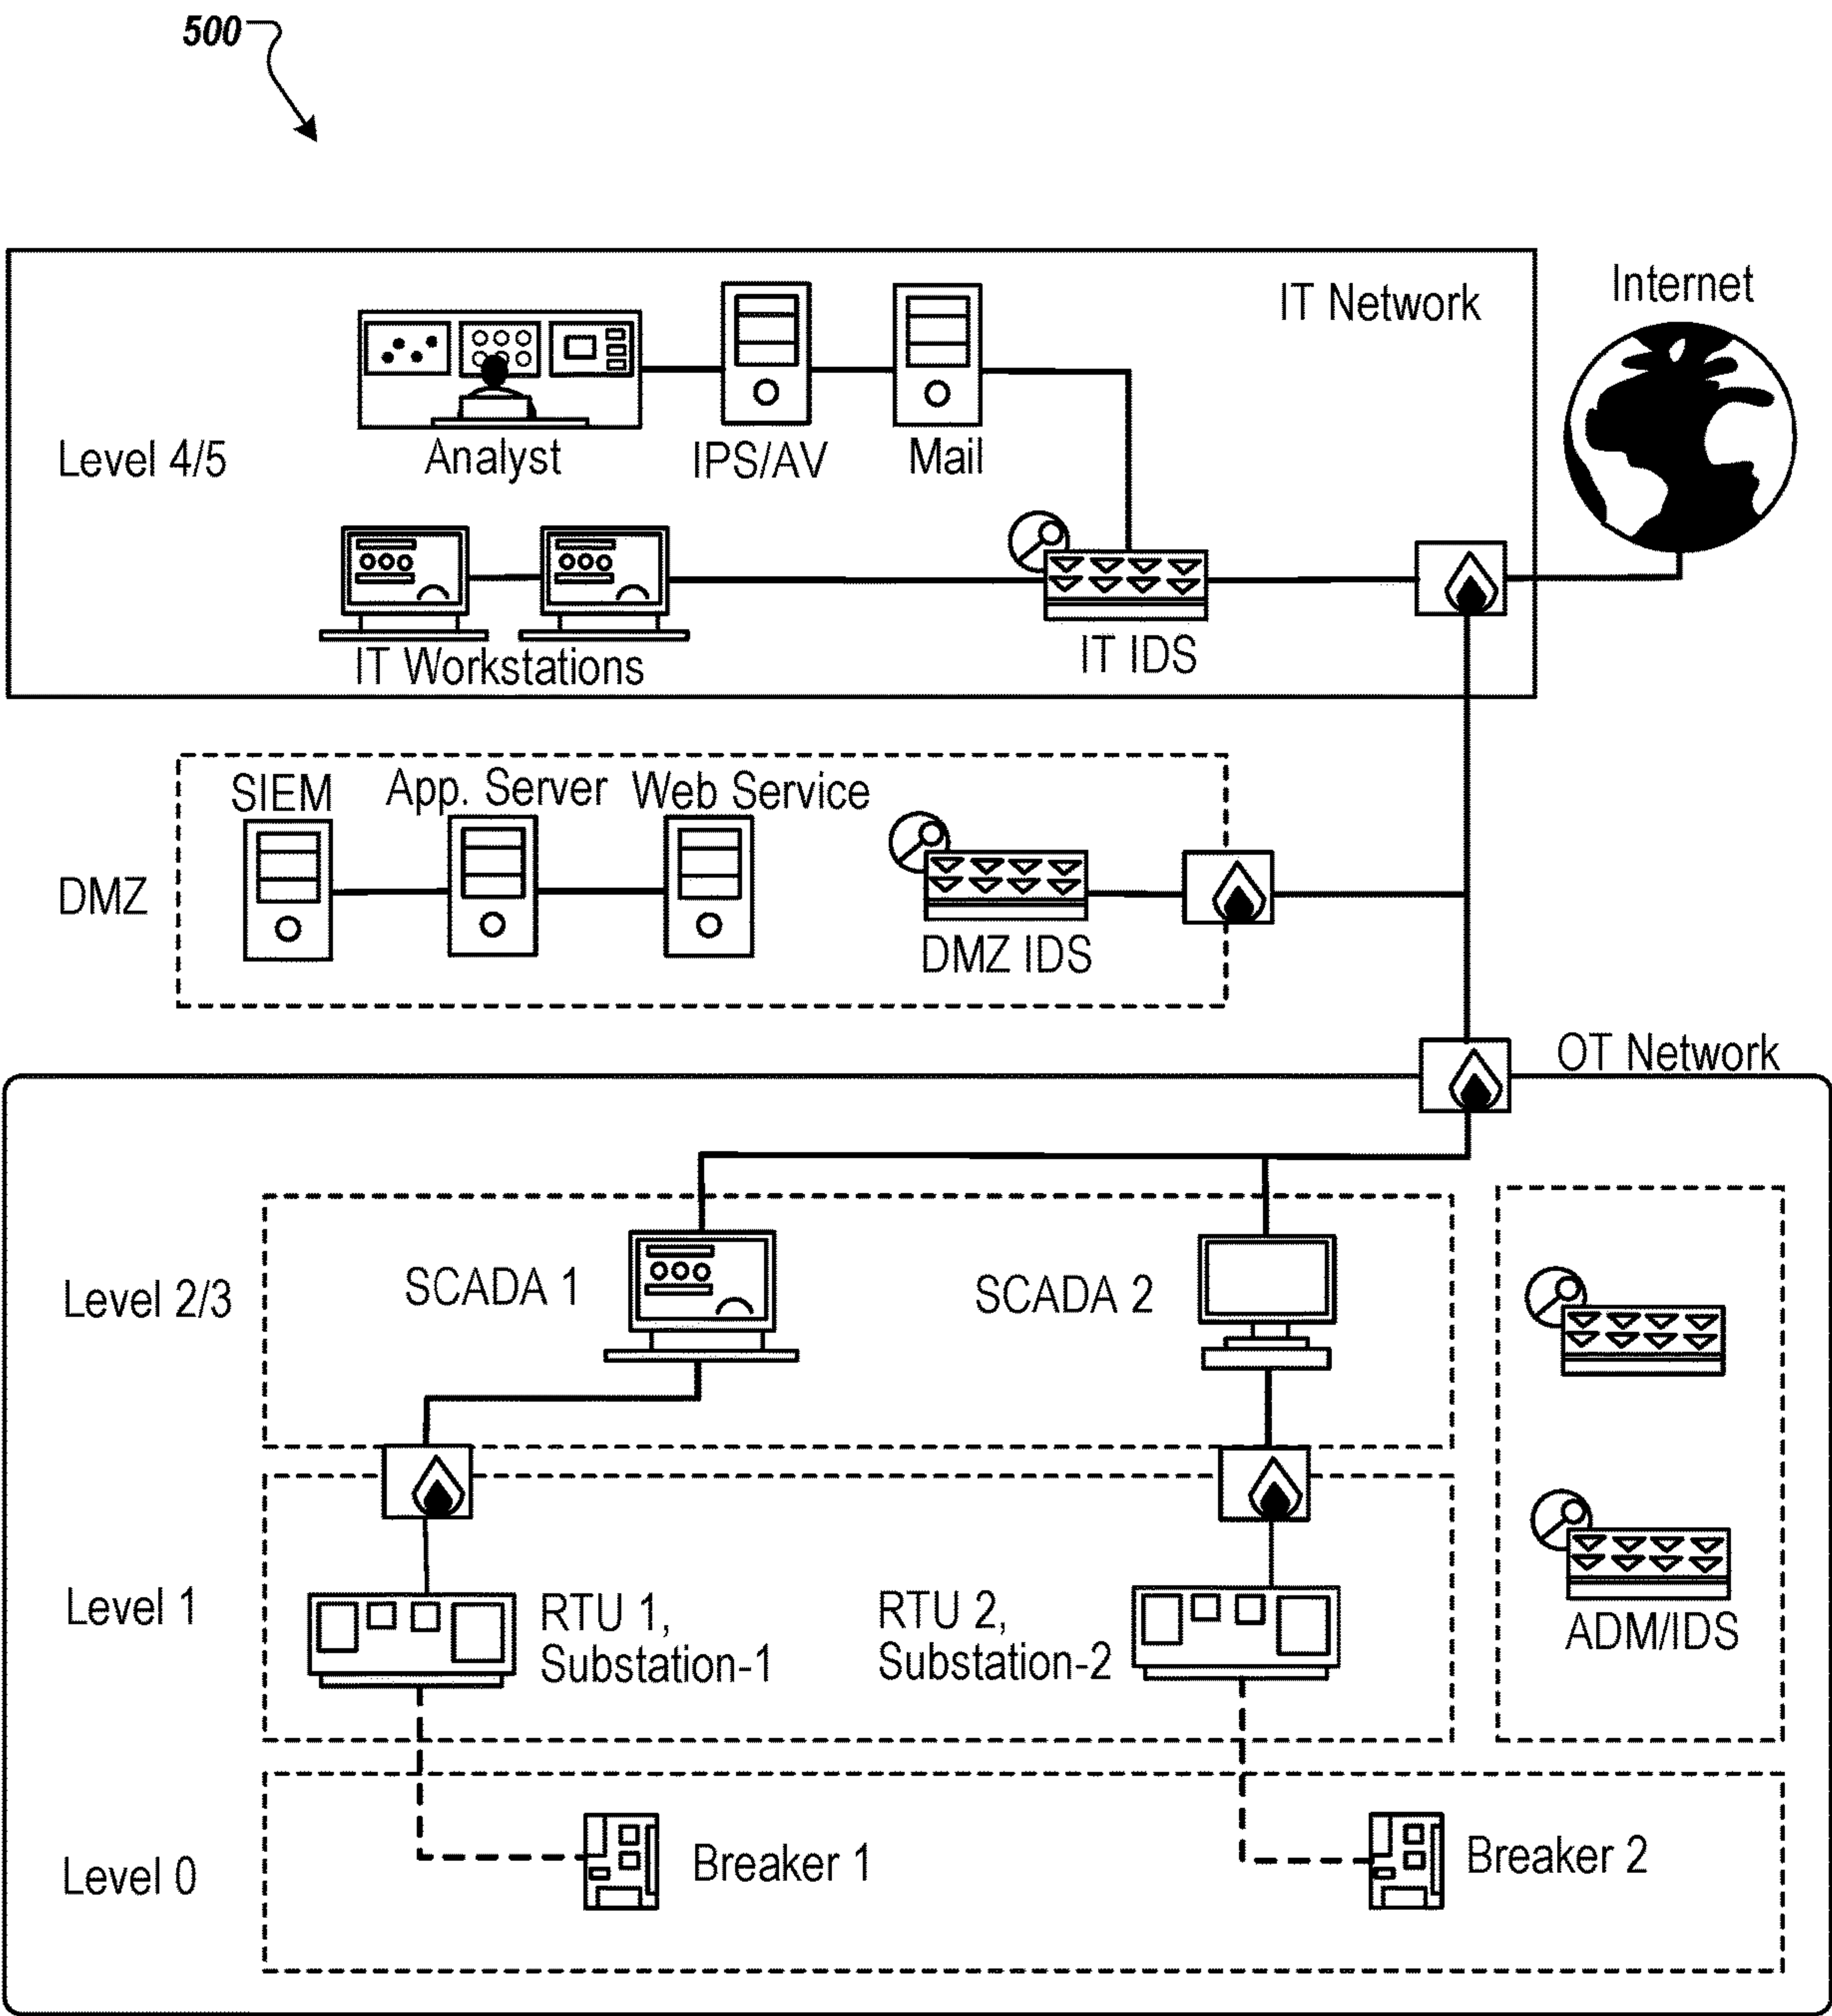 500
IT Network
Internet
Level 4/5
Analyst
IPS/AV
Mail
IT Workstations
IT IDS
DMZ
SIEM
App. Server
Web Service
DMZ IDS
OT Network
Level 2/3
SCADA 1
SCADA 2
Level 1
RTU 1,
Substation-1
RTU 2,
Substation-2
ADM/IDS
Level 0
Breaker 1
Breaker 2